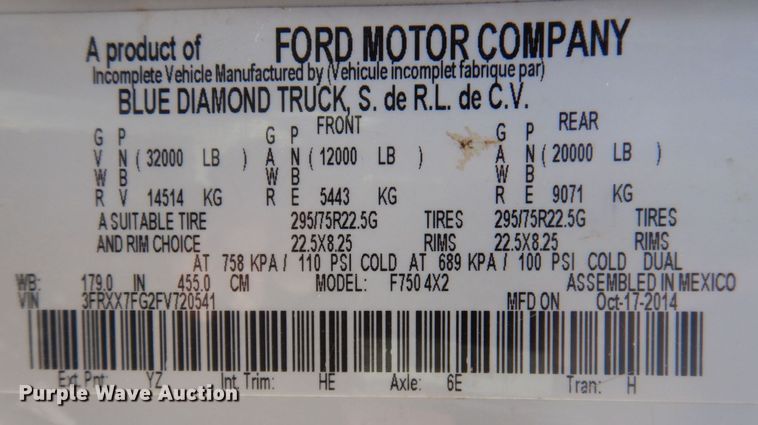 A product of FORD MOTOR COMPANY
Incomplete Vehicle Manufactured by (Vehicule incomplet fabrique par)
BLUE DIAMOND TRUCK, S. de R.L. de C.V.
FRONT REAR
G P G P G P
V N ( 32000 LB ) A N ( 12000 LB ) A N ( 20000 LB )
W B W B W B
R V 14514 KG R E 5443 KG R E 9071 KG
A SUITABLE TIRE 295/75R22.5G TIRES 295/75R22.5G TIRES
AND RIM CHOICE 22.5X8.25 RIMS 22.5X8.25 RIMS
AT 758 KPA / 110 PSI COLD AT 689 KPA / 100 PSI COLD DUAL
WB: 179.0 IN 455.0 CM MODEL: F750 4X2 ASSEMBLED IN MEXICO
VIN 3FRXX7FG2FV720541 MFD ON Oct-17-2014
Ext. Pnt: YZ Int. Trim: HE Axle: 6E Tran: H
Purple Wave Auction